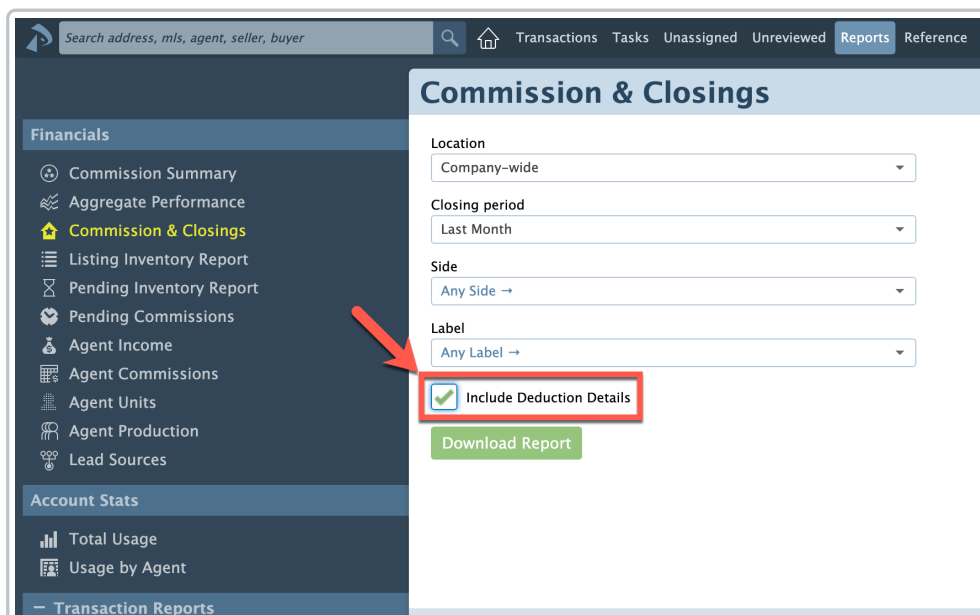 Search address, mls, agent, seller, buyer
Transactions Tasks Unassigned Unreviewed Reports Reference
Commission & Closings
Financials
Commission Summary
Aggregate Performance
Commission & Closings
Listing Inventory Report
Pending Inventory Report
Pending Commissions
Agent Income
Agent Commissions
Agent Units
Agent Production
Lead Sources
Account Stats
Total Usage
Usage by Agent
Transaction Reports
Location
Company-wide
Closing period
Last Month
Side
Any Side →
Label
Any Label →
Include Deduction Details
Download Report